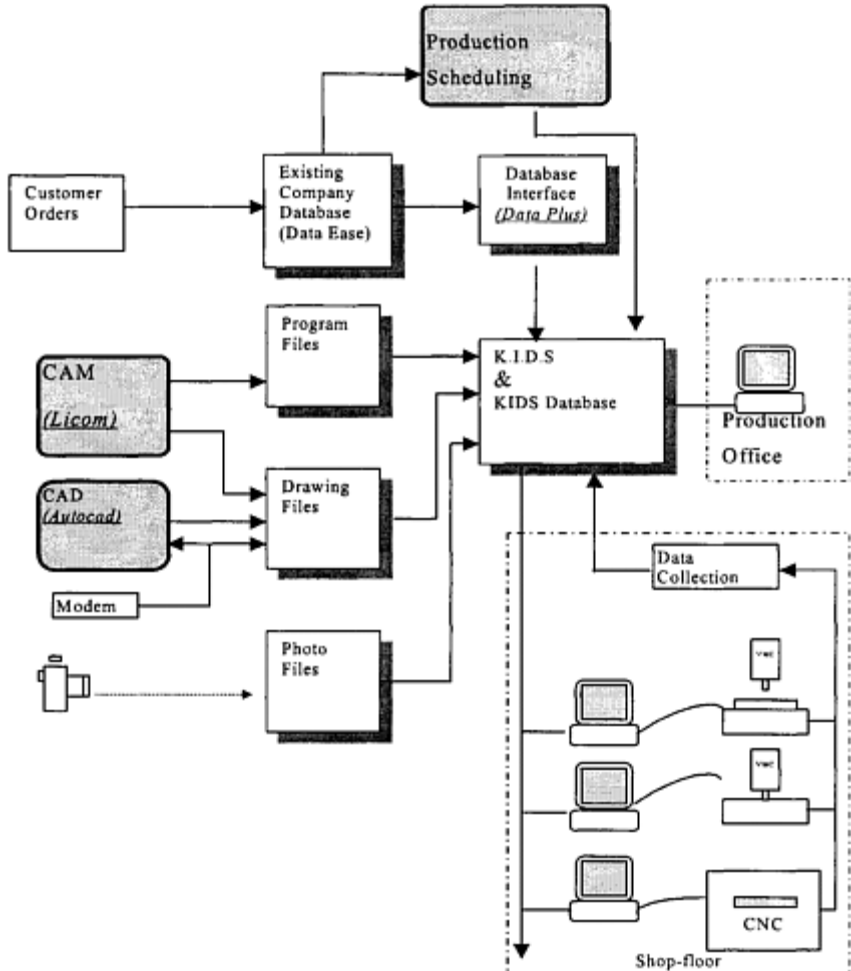 Production
Scheduling
Customer
Orders
Existing
Company
Database
(Data Ease)
Database
Interface
(Data Plus)
Program
Files
K.I.D.S
&
KIDS Database
CAM
(Licom)
Production
Office
CAD
(Autocad)
Drawing
Files
Modem
Data
Collection
Photo
Files
VMC
VMC
CNC
Shop-floor